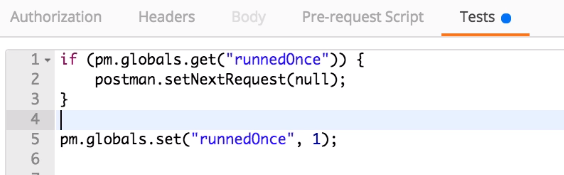 Authorization Headers Body Pre-request Script Tests
1 if (pm.globals.get("runnedOnce")) {
2 postman.setNextRequest(null);
3 }
4
5 pm.globals.set("runnedOnce", 1);
6